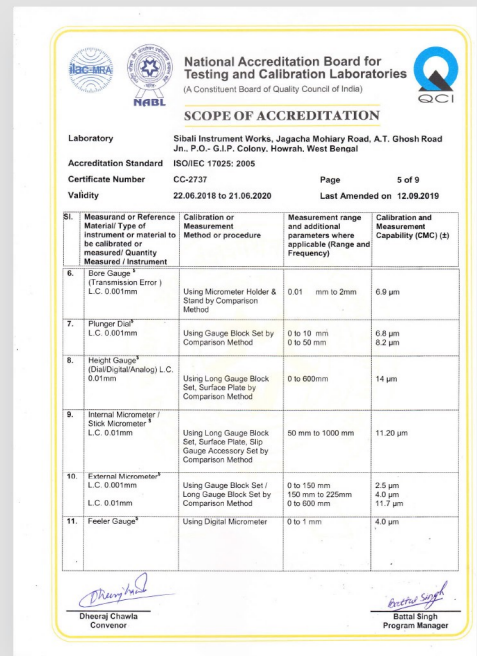 ilac-MRA
NABL
National Accreditation Board for
Testing and Calibration Laboratories
(A Constituent Board of Quality Council of India)
QCI
SCOPE OF ACCREDITATION
Laboratory Sibali Instrument Works, Jagacha Mohiary Road, A.T. Ghosh Road
Jn., P.O.- G.I.P. Colony, Howrah, West Bengal
Accreditation Standard ISO/IEC 17025: 2005
Certificate Number CC-2737 Page 5 of 9
Validity 22.06.2018 to 21.06.2020 Last Amended on 12.09.2019
Sl. Measurand or Reference Material/ Type of instrument or material to be calibrated or measured/ Quantity Measured / Instrument
Calibration or Measurement Method or procedure
Measurement range and additional parameters where applicable (Range and Frequency)
Calibration and Measurement Capability (CMC) (±)
6. Bore Gauge $
(Transmission Error )
L.C. 0.001mm Using Micrometer Holder & 0.01 mm to 2mm 6.9 µm
Stand by Comparison
Method
7. Plunger Dial$
L.C. 0.001mm Using Gauge Block Set by 0 to 10 mm 6.8 µm
Comparison Method 0 to 50 mm 8.2 µm
8. Height Gauge$
(Dial/Digital/Analog) L.C.
0.01mm Using Long Gauge Block 0 to 600mm 14 µm
Set, Surface Plate by
Comparison Method
9. Internal Micrometer /
Stick Micrometer $
L.C. 0.01mm Using Long Gauge Block 50 mm to 1000 mm 11.20 µm
Set, Surface Plate, Slip
Gauge Accessory Set by
Comparison Method
10. External Micrometer$
L.C. 0.001mm Using Gauge Block Set / 0 to 150 mm 2.5 µm
Long Gauge Block Set by 150 mm to 225mm 4.0 µm
L.C. 0.01mm Comparison Method 0 to 600 mm 11.7 µm
11. Feeler Gauge$ Using Digital Micrometer 0 to 1 mm 4.0 µm
Battal Singh
Dheeraj Chawla Battal Singh
Convenor Program Manager